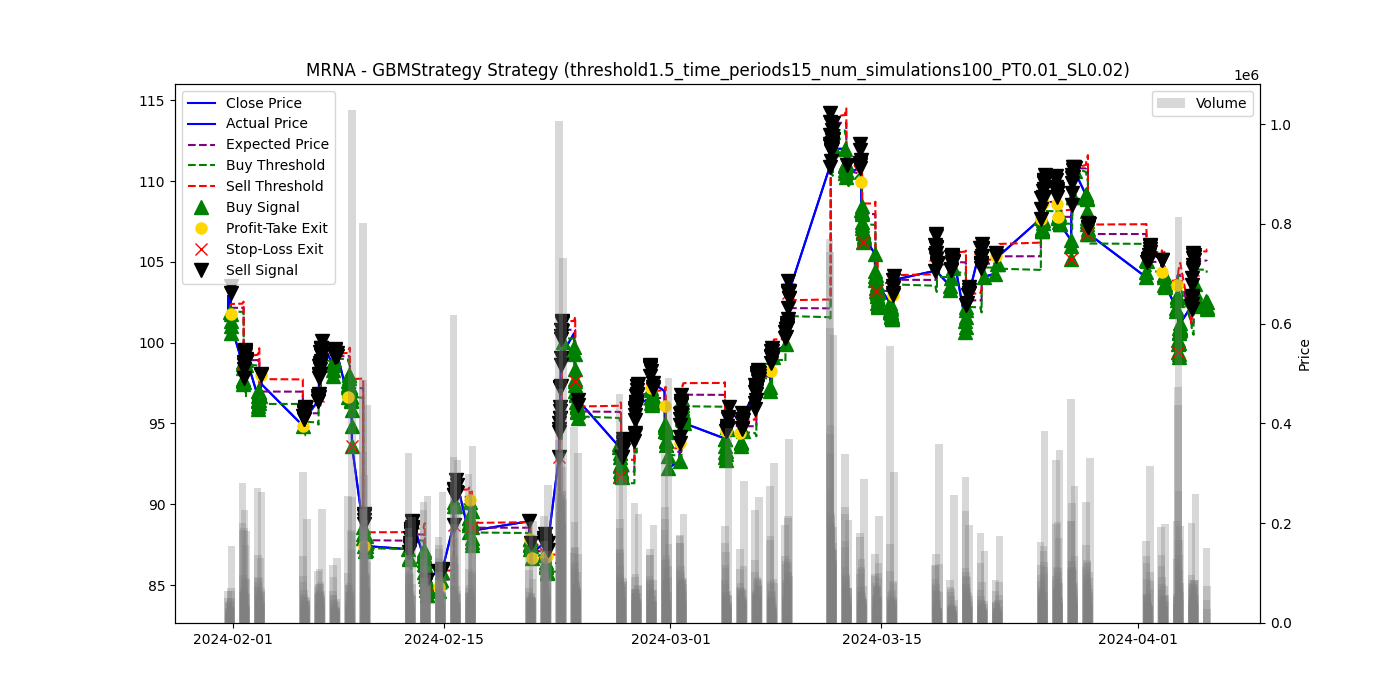 MRNA - GBMStrategy Strategy (threshold1.5_time_periods15_num_simulations100_PT0.01_SL0.02)
1e6
Close Price
Actual Price
Expected Price
Buy Threshold
Sell Threshold
Buy Signal
Profit-Take Exit
Stop-Loss Exit
Sell Signal
Volume
115
110
105
100
95
90
85
1.0
0.8
0.6
0.4
0.2
0.0
Price
2024-02-01
2024-02-15
2024-03-01
2024-03-15
2024-04-01